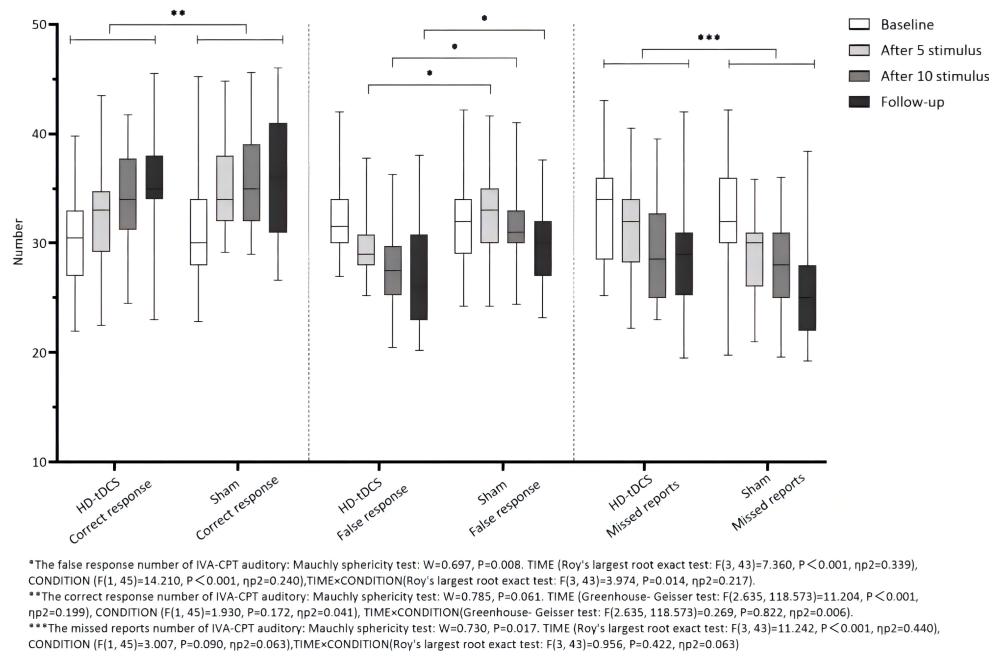 **
*
*
*
***
Baseline
After 5 stimulus
After 10 stimulus
Follow-up
50
40
30
20
10
Number
HD-tDCS
Correct response
Sham
Correct response
HD-tDCS
False response
Sham
False response
HD-tDCS
Missed reports
Sham
Missed reports
*The false response number of IVA-CPT auditory: Mauchly sphericity test: W=0.697, P=0.008. TIME (Roy's largest root exact test: F(3, 43)=7.360, P＜0.001, ηp2=0.339),
CONDITION (F(1, 45)=14.210, P＜0.001, ηp2=0.240),TIME×CONDITION(Roy's largest root exact test: F(3, 43)=3.974, P=0.014, ηp2=0.217).
**The correct response number of IVA-CPT auditory: Mauchly sphericity test: W=0.785, P=0.061. TIME (Greenhouse- Geisser test: F(2.635, 118.573)=11.204, P＜0.001,
ηp2=0.199), CONDITION (F(1, 45)=1.930, P=0.172, ηp2=0.041), TIME×CONDITION(Greenhouse- Geisser test: F(2.635, 118.573)=0.269, P=0.822, ηp2=0.006).
***The missed reports number of IVA-CPT auditory: Mauchly sphericity test: W=0.730, P=0.017. TIME (Roy's largest root exact test: F(3, 43)=11.242, P＜0.001, ηp2=0.440),
CONDITION (F(1, 45)=3.007, P=0.090, ηp2=0.063),TIME×CONDITION(Roy's largest root exact test: F(3, 43)=0.956, P=0.422, ηp2=0.063)